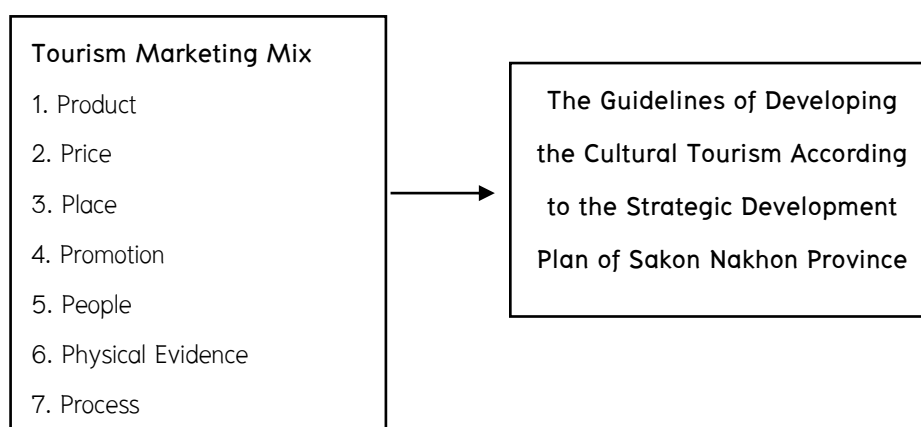 Tourism Marketing Mix
1. Product
2. Price
3. Place
4. Promotion
5. People
6. Physical Evidence
7. Process
The Guidelines of Developing
the Cultural Tourism According
to the Strategic Development
Plan of Sakon Nakhon Province